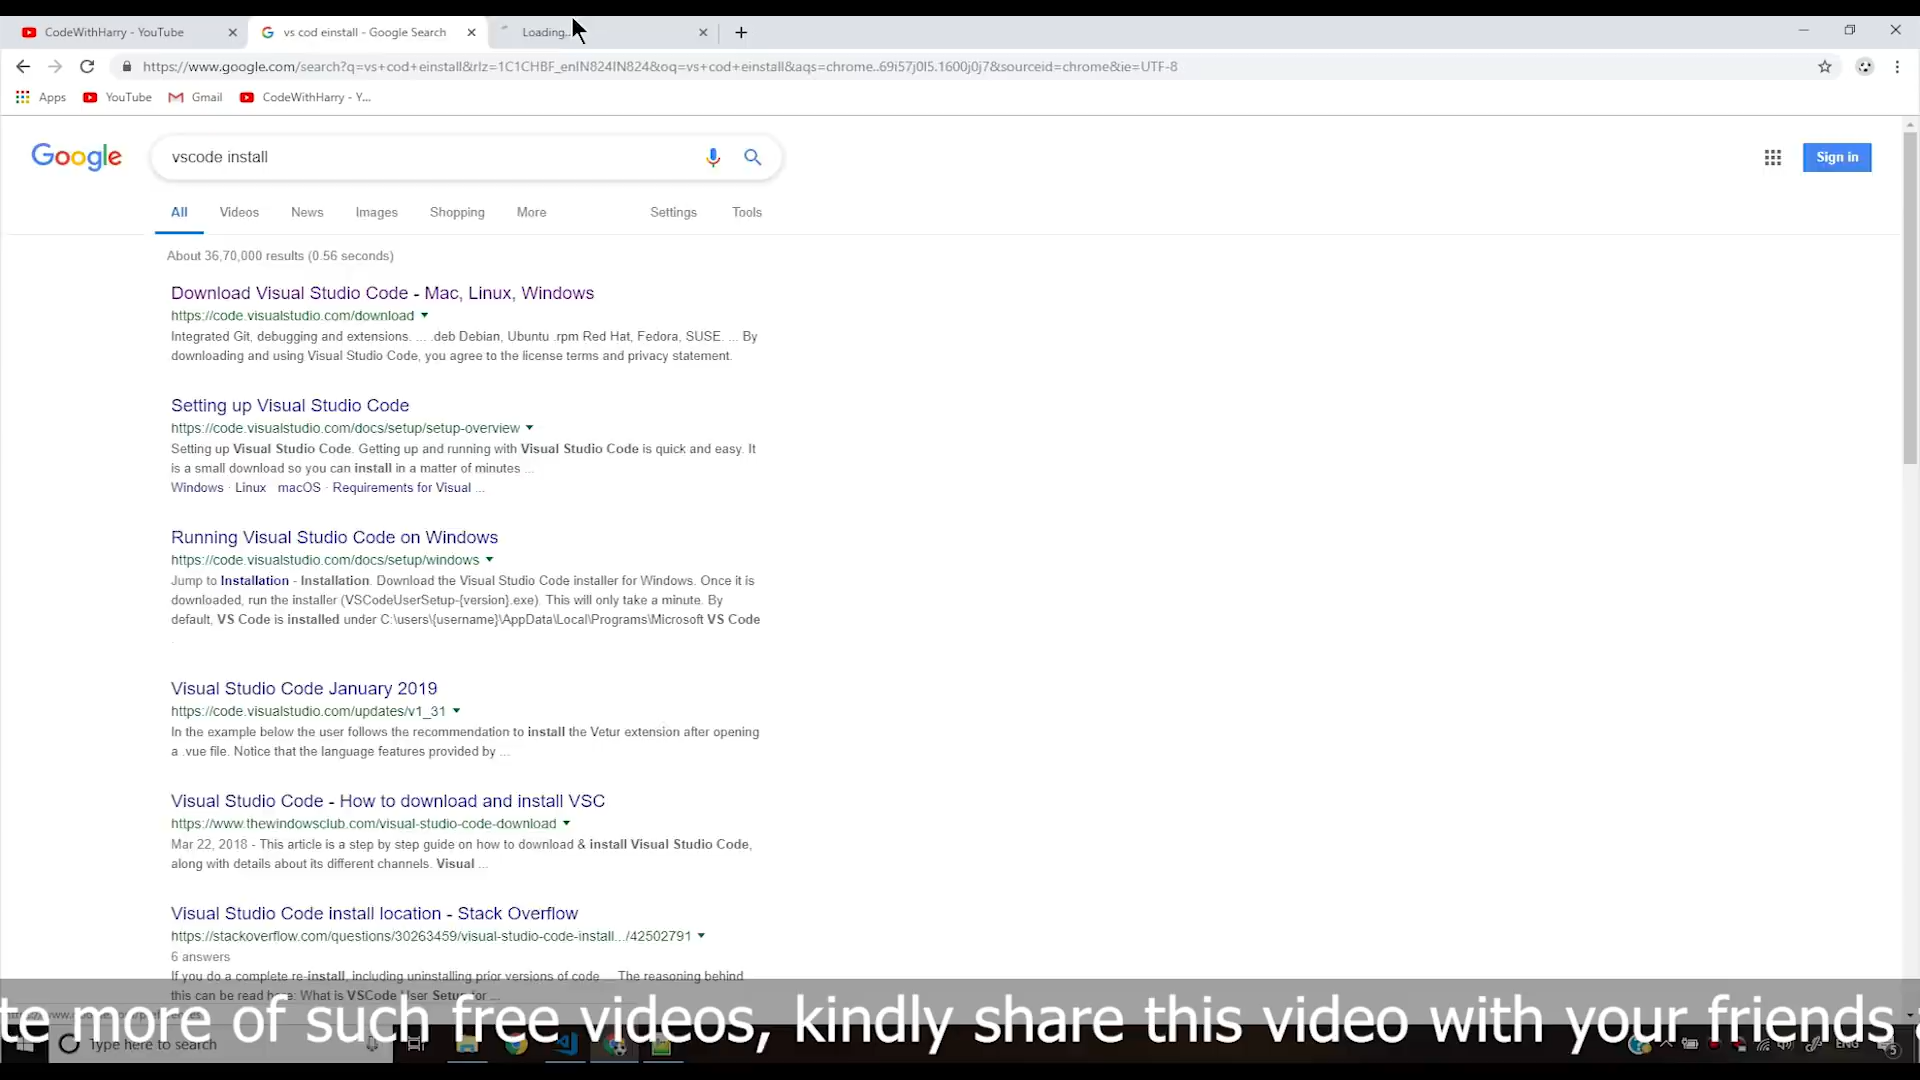 CodeWithHarry - YouTube
vs cod einstall - Google Search
Loading...
https://www.google.com/search?q=vs+cod+einstall&rlz=1C1CHBF_enIN824IN824&oq=vs+cod+einstall&aqs=chrome..69i57j0l5.1600j0j7&sourceid=chrome&ie=UTF-8
Apps YouTube Gmail CodeWithHarry - Y...
Google
vscode install
Sign in
All Videos News Images Shopping More Settings Tools
About 36,70,000 results (0.56 seconds)
Download Visual Studio Code - Mac, Linux, Windows
https://code.visualstudio.com/download
Integrated Git, debugging and extensions. ... .deb Debian, Ubuntu .rpm Red Hat, Fedora, SUSE. ... By
downloading and using Visual Studio Code, you agree to the license terms and privacy statement.
Setting up Visual Studio Code
https://code.visualstudio.com/docs/setup/setup-overview
Setting up Visual Studio Code. Getting up and running with Visual Studio Code is quick and easy. It
is a small download so you can install in a matter of minutes ...
Windows · Linux · macOS · Requirements for Visual ...
Running Visual Studio Code on Windows
https://code.visualstudio.com/docs/setup/windows
Jump to Installation - Installation. Download the Visual Studio Code installer for Windows. Once it is
downloaded, run the installer (VSCodeUserSetup-{version}.exe). This will only take a minute. By
default, VS Code is installed under C:\users\{username}\AppData\Local\Programs\Microsoft VS Code
.
Visual Studio Code January 2019
https://code.visualstudio.com/updates/v1_31
In the example below the user follows the recommendation to install the Vetur extension after opening
a .vue file. Notice that the language features provided by ...
Visual Studio Code - How to download and install VSC
https://www.thewindowsclub.com/visual-studio-code-download
Mar 22, 2018 - This article is a step by step guide on how to download & install Visual Studio Code,
along with details about its different channels. Visual ...
Visual Studio Code install location - Stack Overflow
https://stackoverflow.com/questions/30263459/visual-studio-code-install.../42502791
6 answers
If you do a complete re-install, including uninstalling prior versions of code ... The reasoning behind
this can be read here: What is VSCode User Setup for ...
te more of such free videos, kindly share this video with your friends
Type here to search
ENG
5